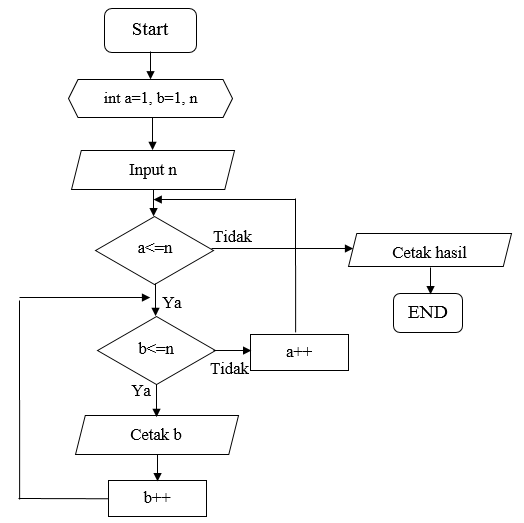 Start
int a=1, b=1, n
Input n
a<=n
Tidak
Cetak hasil
END
Ya
b<=n
Tidak
a++
Ya
Cetak b
b++